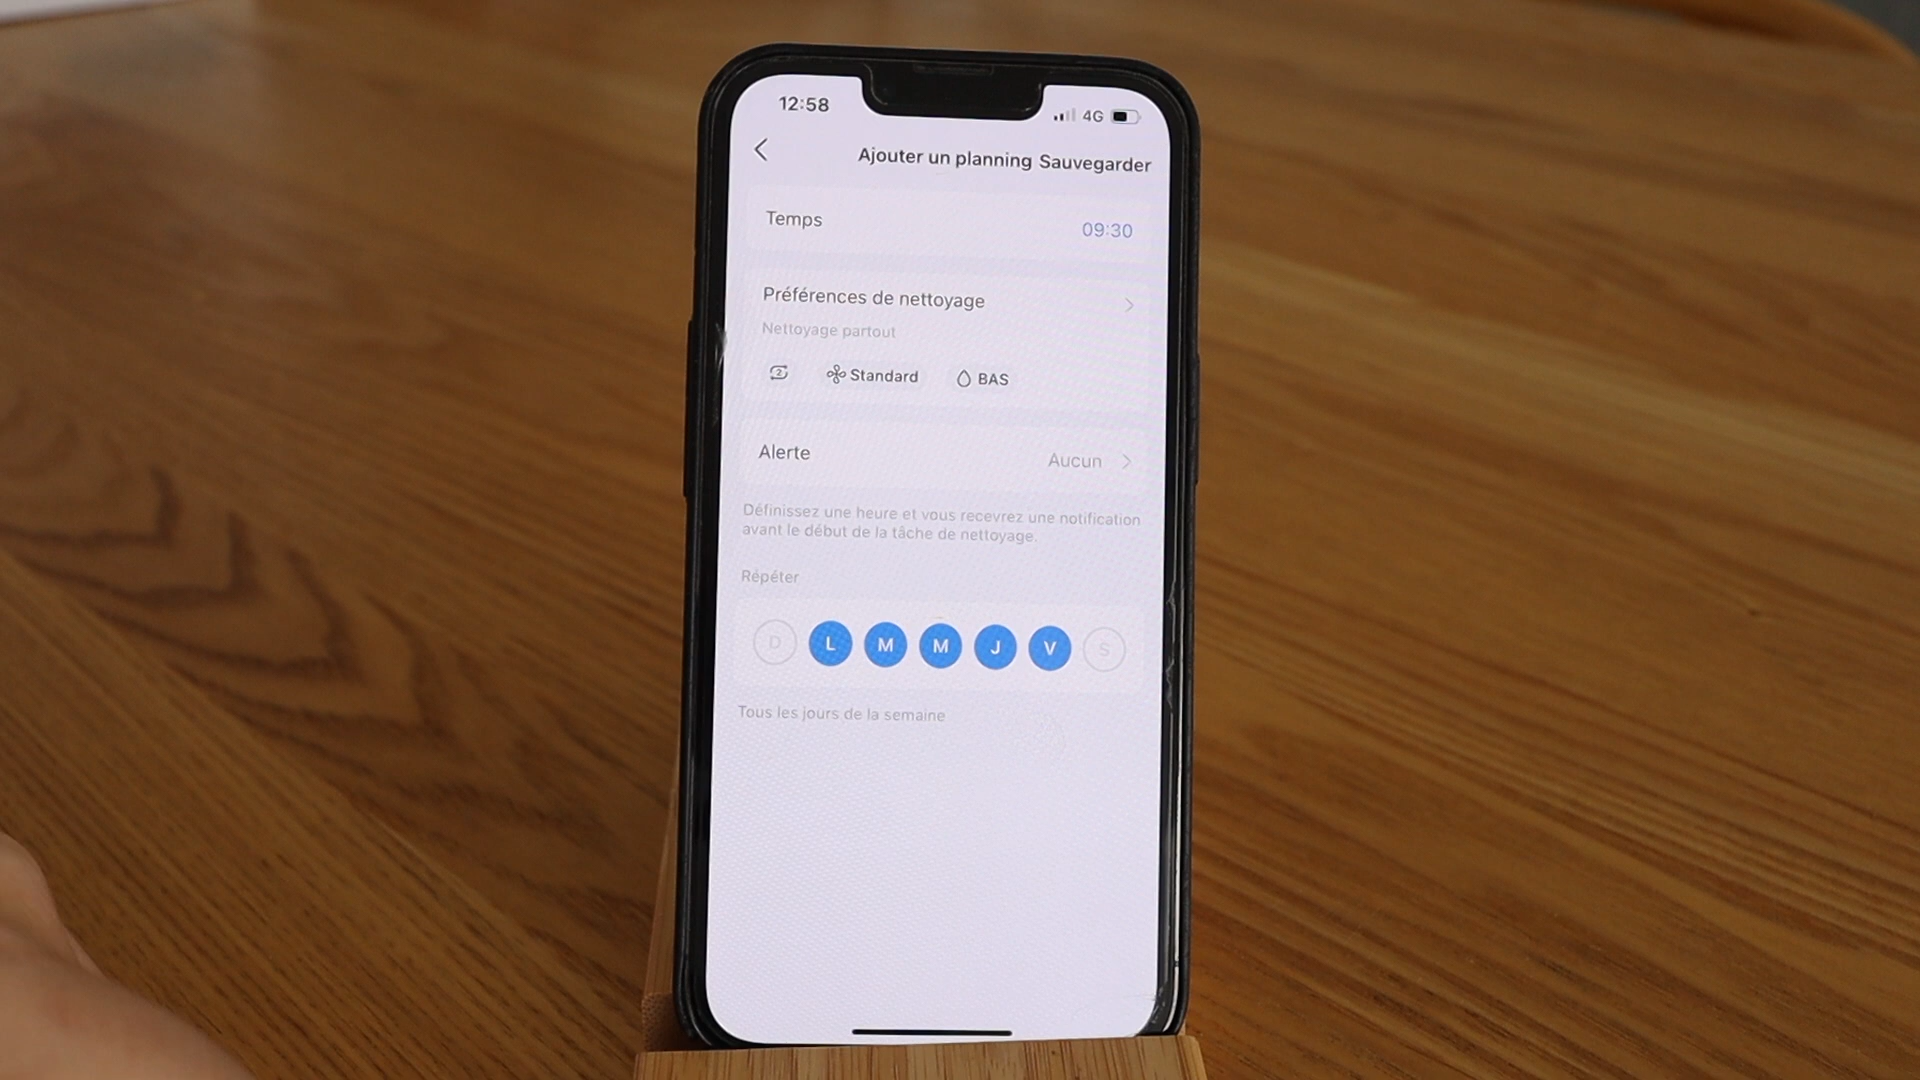 12:58
4G
Ajouter un planning Sauvegarder
Temps 09:30
Préférences de nettoyage
Nettoyage partout
2 Standard BAS
Alerte Aucun
Définissez une heure et vous recevrez une notification
avant le début de la tâche de nettoyage.
Répéter
D L M M J V S
Tous les jours de la semaine